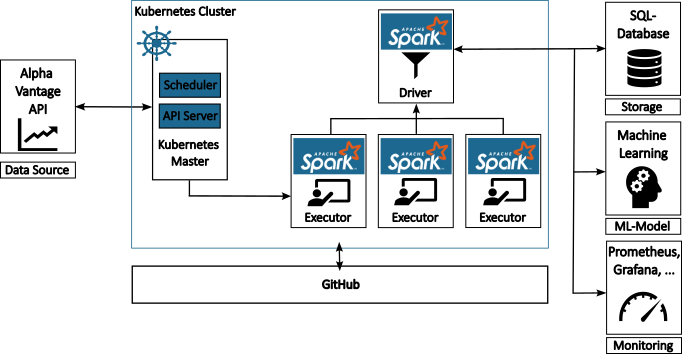 Kubernetes Cluster
Alpha
Vantage
API
Data Source
Scheduler
API Server
Kubernetes
Master
APACHE
Spark
Driver
APACHE
Spark
Executor
APACHE
Spark
Executor
APACHE
Spark
Executor
GitHub
SQL-
Database
Storage
Machine
Learning
ML-Model
Prometheus,
Grafana, ...
Monitoring